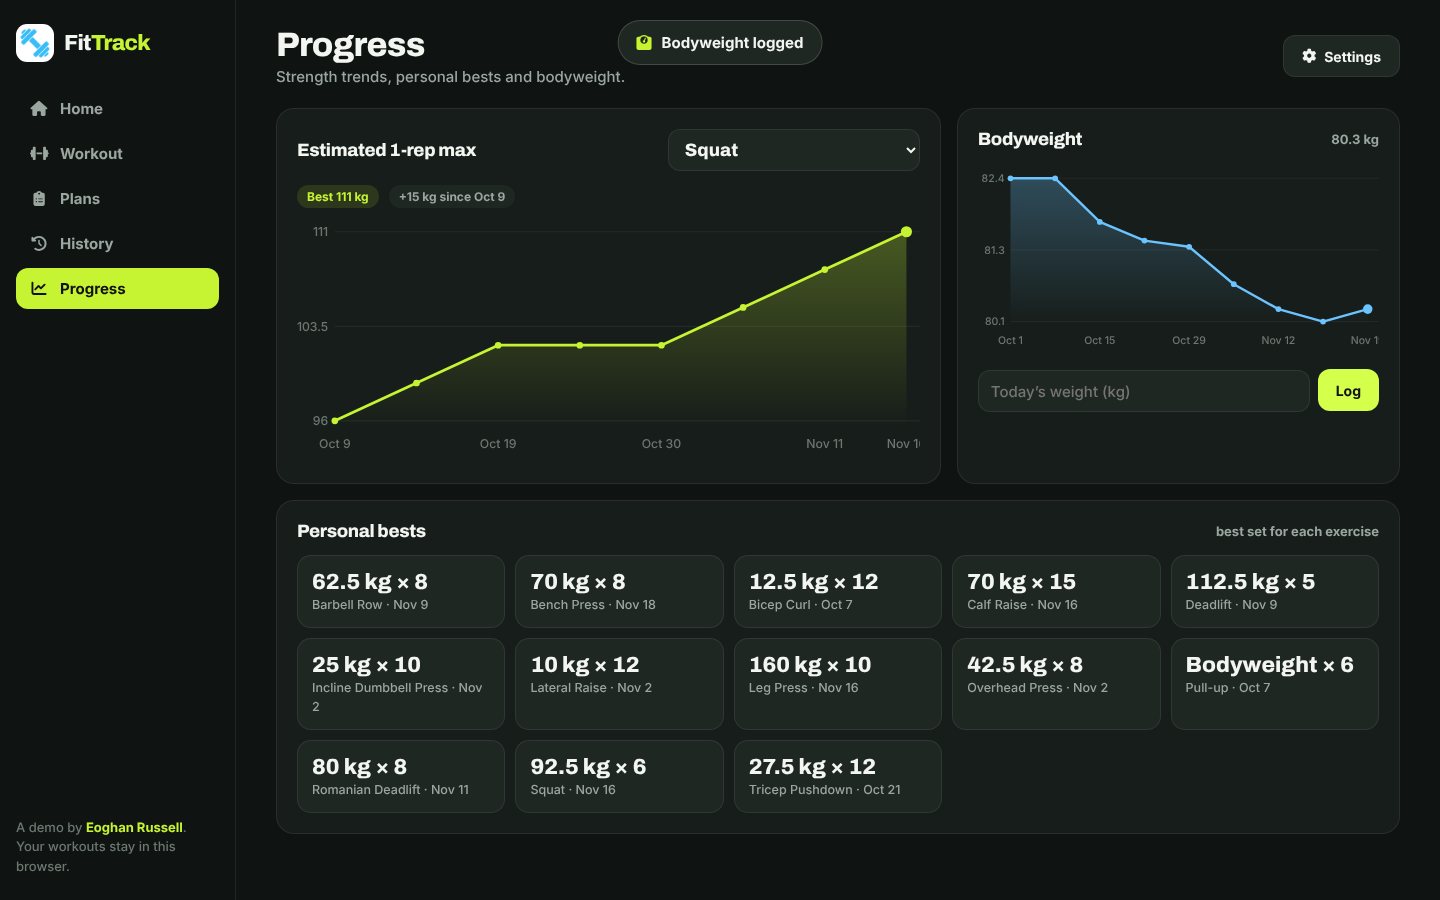 FitTrack
Home
Workout
Plans
History
Progress
A demo by Eoghan Russell.
Your workouts stay in this
browser.
Progress
Strength trends, personal bests and bodyweight.
Bodyweight logged
Settings
Estimated 1-rep max
Squat
Best 111 kg
+15 kg since Oct 9
111
103.5
96
Oct 9
Oct 19
Oct 30
Nov 11
Nov 1
Bodyweight
80.3 kg
82.4
81.3
80.1
Oct 1
Oct 15
Oct 29
Nov 12
Nov 1
Today's weight (kg)
Log
Personal bests
best set for each exercise
62.5 kg × 8
Barbell Row · Nov 9
70 kg × 8
Bench Press · Nov 18
12.5 kg × 12
Bicep Curl · Oct 7
70 kg × 15
Calf Raise · Nov 16
112.5 kg × 5
Deadlift · Nov 9
25 kg × 10
Incline Dumbbell Press · Nov
2
10 kg × 12
Lateral Raise · Nov 2
160 kg × 10
Leg Press · Nov 16
42.5 kg × 8
Overhead Press · Nov 2
Bodyweight × 6
Pull-up · Oct 7
80 kg × 8
Romanian Deadlift · Nov 11
92.5 kg × 6
Squat · Nov 16
27.5 kg × 12
Tricep Pushdown · Oct 21